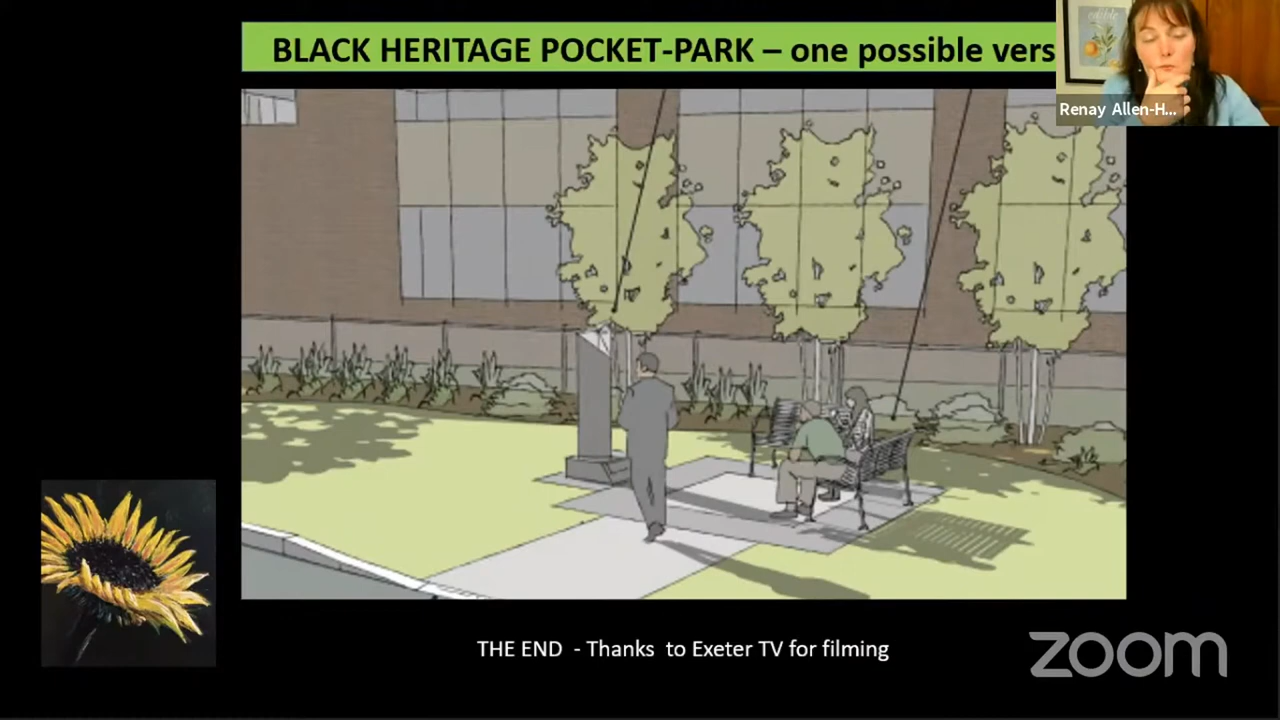 BLACK HERITAGE POCKET-PARK – one possible vers
Renay Allen-H...
THE END - Thanks to Exeter TV for filming
zoom